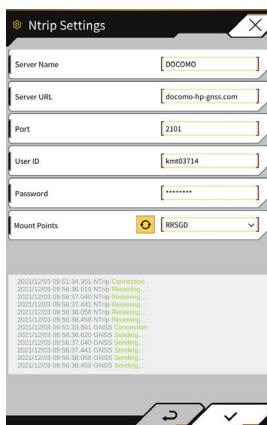 Ntrip Settings
Server Name
DOCOMO
Server URL
docomo-hp-gnss.com
Port
2101
User ID
kmt03714
Password
********
Mount Points
RRSGD
2021/12/03 09:51:34.351 NTrip Connection
2021/12/03 09:56:36.619 NTrip Receiving...
2021/12/03 09:56:37.040 NTrip Receiving...
2021/12/03 09:56:37.441 NTrip Receiving...
2021/12/03 09:56:38.058 NTrip Receiving...
2021/12/03 09:56:38.458 NTrip Receiving...
2021/12/03 09:51:33.501 GNSS Connection
2021/12/03 09:56:36.620 GNSS Sending...
2021/12/03 09:56:37.040 GNSS Sending...
2021/12/03 09:56:37.441 GNSS Sending...
2021/12/03 09:56:38.058 GNSS Sending...
2021/12/03 09:56:38.459 GNSS Sending...